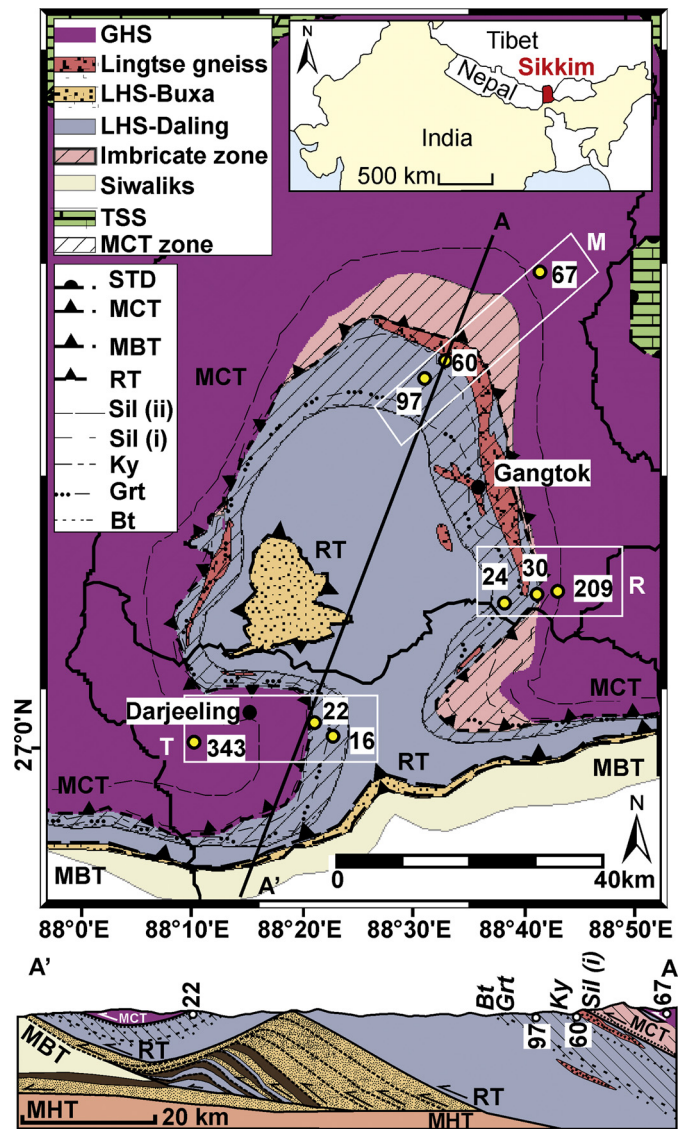 GHS
Lingtse gneiss
LHS-Buxa
LHS-Daling
Imbricate zone
Siwaliks
TSS
MCT zone
STD
MCT
MBT
RT
Sil (ii)
Sil (i)
Ky
Grt
Bt
N
Tibet
Nepal
Sikkim
India
500 km
A
M
67
MCT
60
97
Gangtok
RT
24
30
209
R
MCT
Darjeeling
22
T
343
16
27°0'N
RT
MCT
MBT
N
MBT
0
40km
A'
88°0'E
88°10'E
88°20'E
88°30'E
88°40'E
88°50'E
A'
A
22
Bt
Grt
Ky
Sil (i)
67
MCT
97
60
MCT
MBT
RT
RT
MHT
20 km
MHT